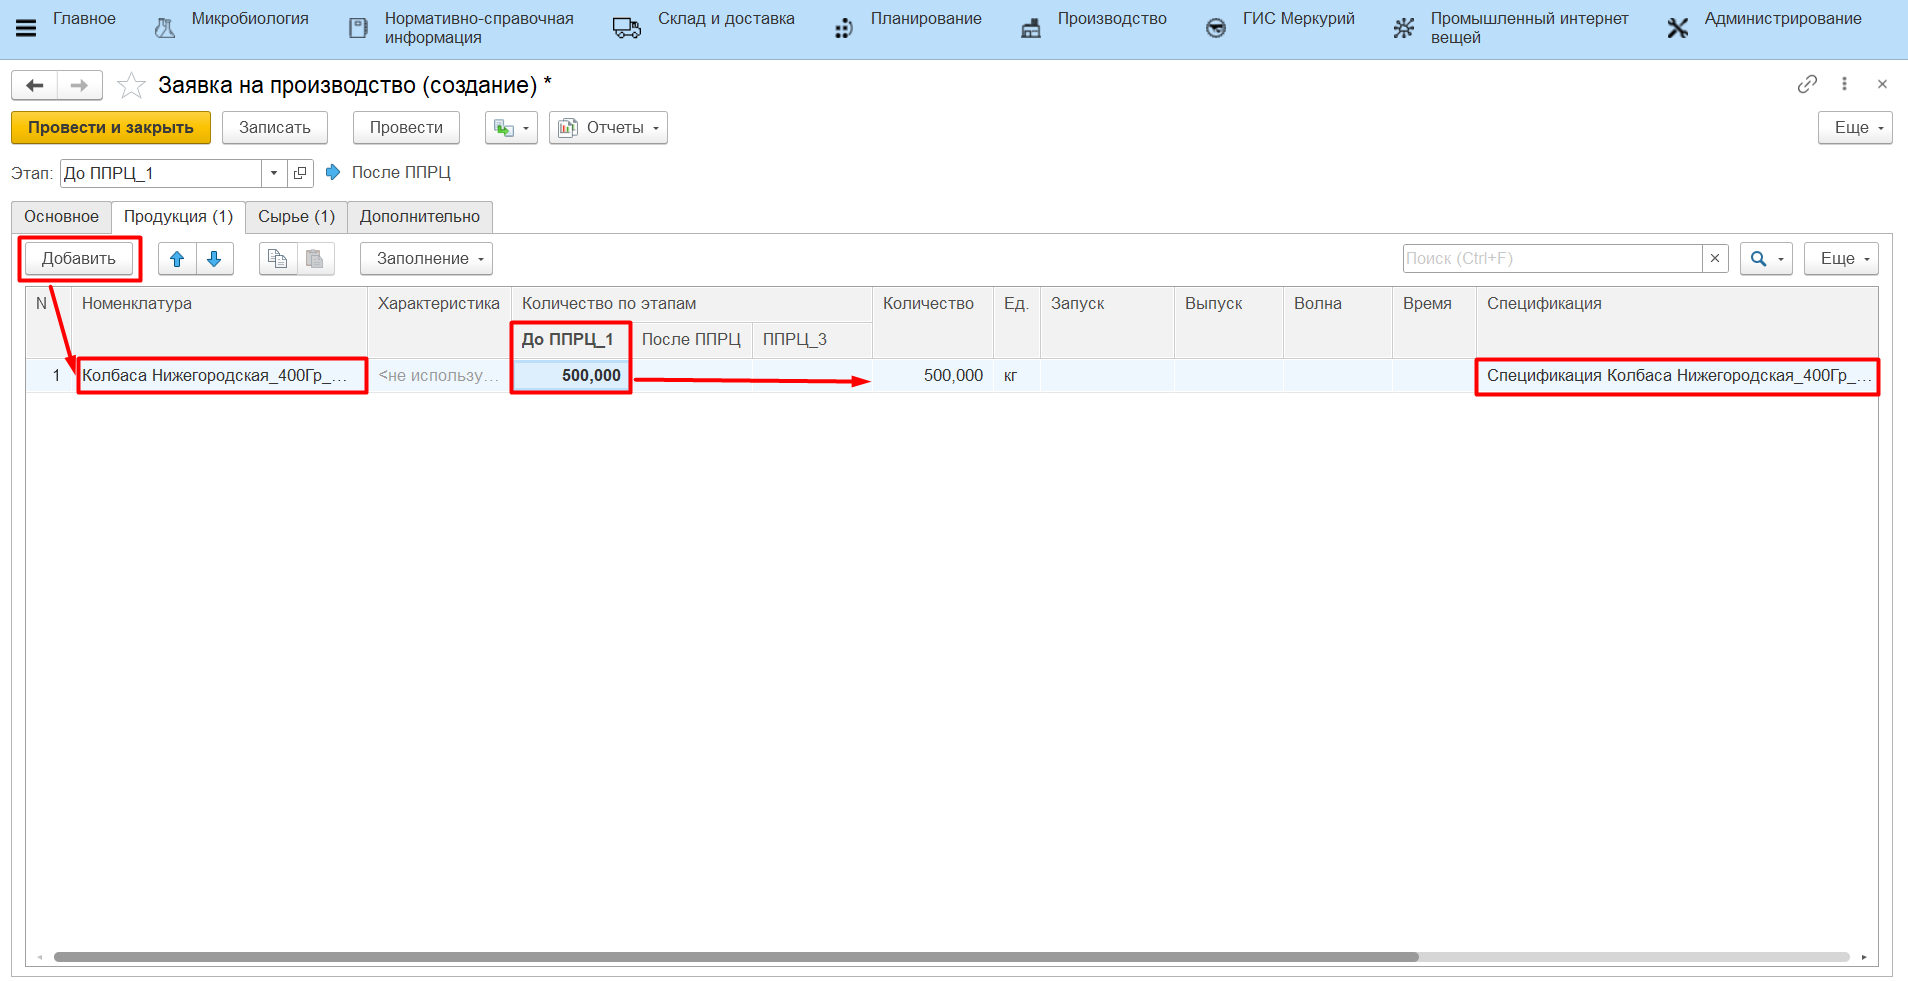 Главное
Микробиология
Нормативно-справочная
информация
Склад и доставка
Планирование
Производство
ГИС Меркурий
Промышленный интернет
вещей
Администрирование
Заявка на производство (создание) *
Провести и закрыть
Записать
Провести
Отчеты
Еще
Этап:
До ППРЦ_1
После ППРЦ
Основное
Продукция (1)
Сырье (1)
Дополнительно
Добавить
Заполнение
Поиск (Ctrl+F)
Еще
N
Номенклатура
Характеристика
Количество по этапам
Количество
Ед.
Запуск
Выпуск
Волна
Время
Спецификация
До ППРЦ_1
После ППРЦ
ППРЦ_3
1
Колбаса Нижегородская_400Гр_...
<не использу...
500,000
500,000
кг
Спецификация Колбаса Нижегородская_400Гр_...